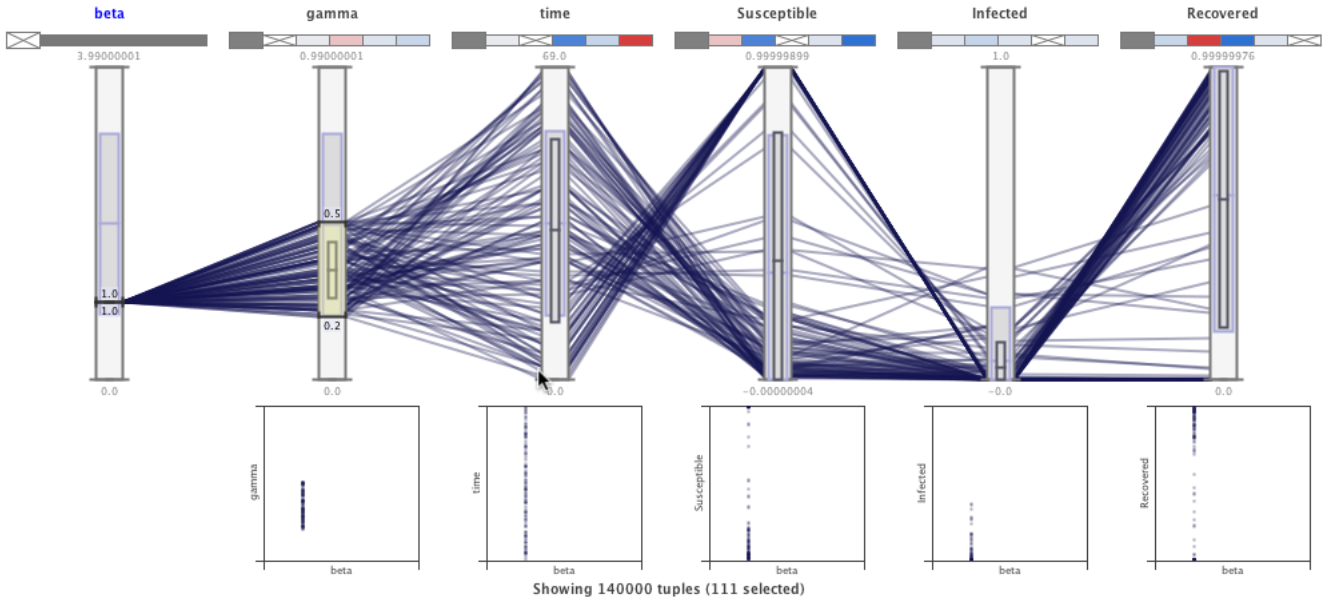 beta gamma time Susceptible Infected Recovered
3.99000001 0.99000001 69.0 0.99999899 1.0 0.99999976
0.5
1.0
1.0
0.2
0.0 0.0 0.0 -0.00000004 -0.0 0.0
gamma time Susceptible Infected Recovered
beta beta beta beta beta
Showing 140000 tuples (111 selected)